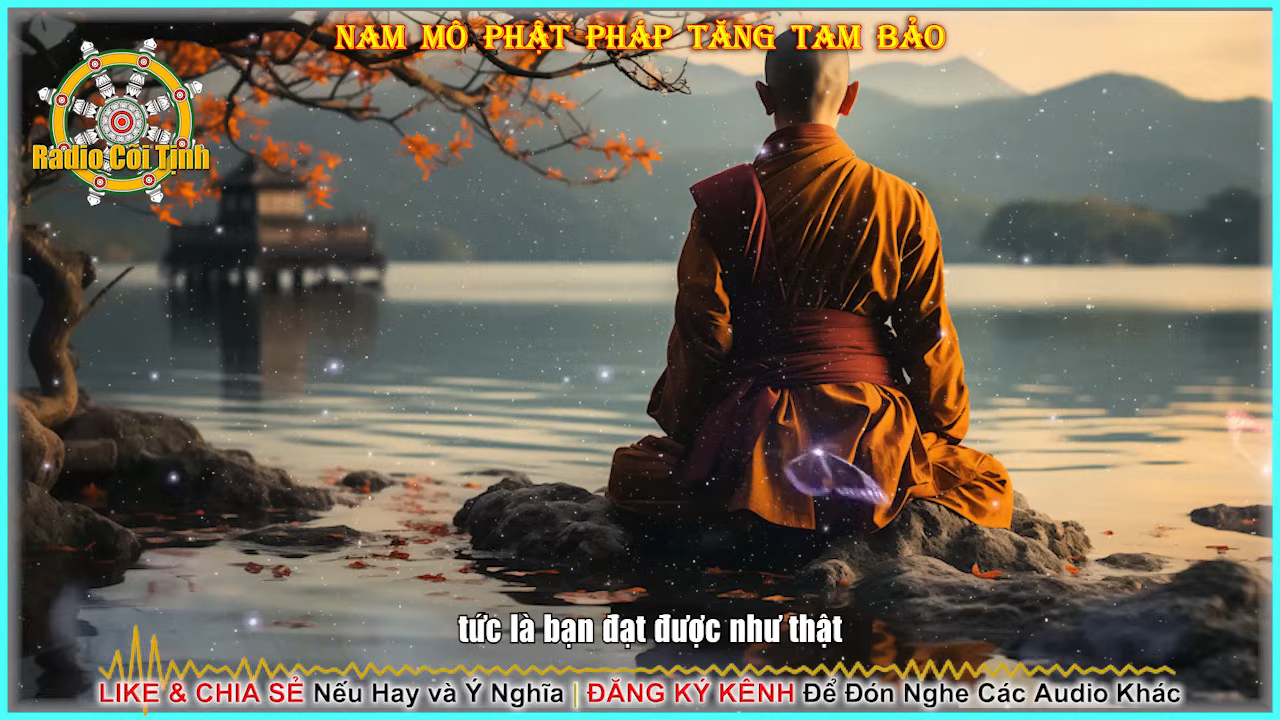 NAM MÔ PHẬT PHÁP TĂNG TAM BẢO
Radio Cõi Tịnh
tức là bạn đạt được như thật
LIKE & CHIA SẺ Nếu Hay và Ý Nghĩa | ĐĂNG KÝ KÊNH Để Đón Nghe Các Audio Khác